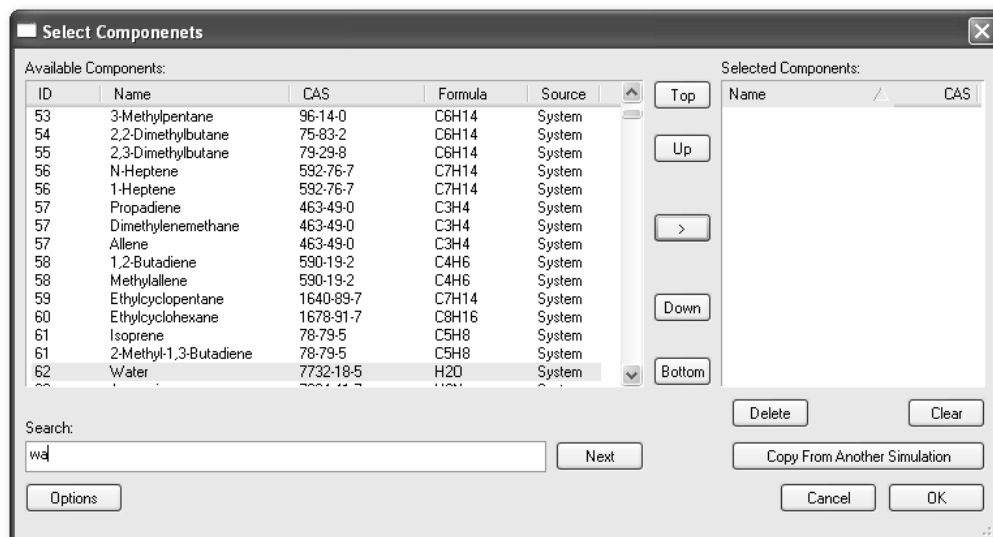 Select Componenets
Available Components:
Selected Components:
ID Name CAS Formula Source
Name CAS
53 3-Methylpentane 96-14-0 C6H14 System
54 2,2-Dimethylbutane 75-83-2 C6H14 System
55 2,3-Dimethylbutane 79-29-8 C6H14 System
56 N-Heptene 592-76-7 C7H14 System
56 1-Heptene 592-76-7 C7H14 System
57 Propadiene 463-49-0 C3H4 System
57 Dimethylenemethane 463-49-0 C3H4 System
57 Allene 463-49-0 C3H4 System
58 1,2-Butadiene 590-19-2 C4H6 System
58 Methylallene 590-19-2 C4H6 System
59 Ethylcyclopentane 1640-89-7 C7H14 System
60 Ethylcyclohexane 1678-91-7 C8H16 System
61 Isoprene 78-79-5 C5H8 System
61 2-Methyl-1,3-Butadiene 78-79-5 C5H8 System
62 Water 7732-18-5 H2O System
Top
Up
>
Down
Bottom
Delete Clear
Search:
wa
Next
Copy From Another Simulation
Options
Cancel OK